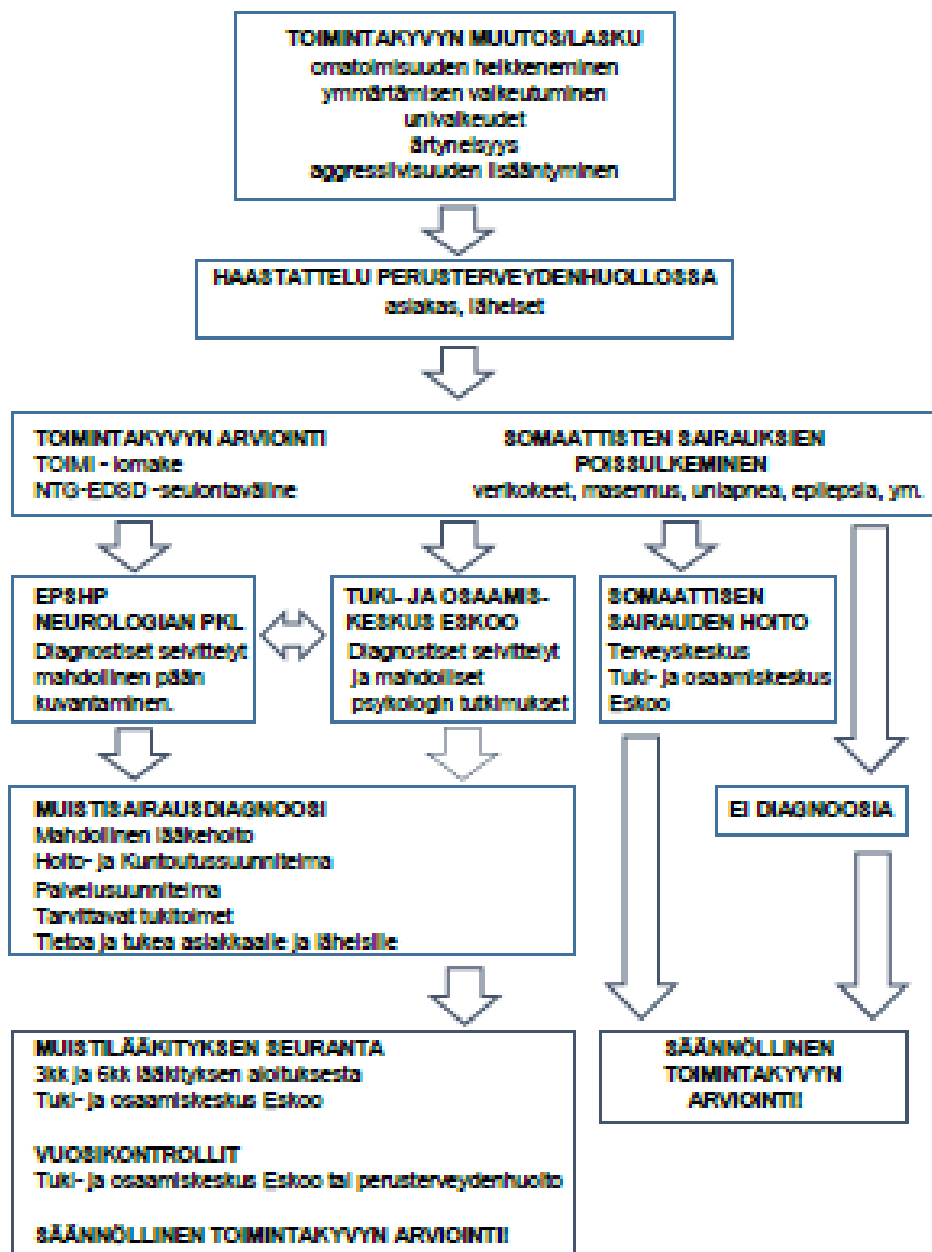 TOIMINTAKYVYN MUUTOS/LASKU
omatoimisuuden heikkeneminen
ymmärtämisen vaikeutuminen
univaikeudet
ärtyneisyys
aggressiivisuuden lisääntyminen
HAASTATTELU PERUSTERVEYDENHUOLLOSSA
asiakas, läheiset
TOIMINTAKYVYN ARVIOINTI
TOIMI - lomake
NTG-EDSD -seulontaväline
SOMAATTISTEN SAIRAUKSIEN
POISSULKEMINEN
verikokeet, masennus, uniapnea, epilepsia, ym.
EPSHP
NEUROLOGIAN PKL
Diagnostiset selvittelyt
mahdollinen pään
kuvantaminen.
TUKI- JA OSAAMIS-
KESKUS ESKOO
Diagnostiset selvittelyt
ja mahdolliset
psykologin tutkimukset
SOMAATTISEN
SAIRAUDEN HOITO
Terveyskeskus
Tuki- ja osaamiskeskus
Eskoo
MUISTISAIRAUSDIAGNOOSI
Mahdollinen lääkehoito
Hoito- ja Kuntoutussuunnitelma
Palvelusuunnitelma
Tarvittavat tukitoimet
Tietoa ja tukea asiakkaalle ja läheisille
EI DIAGNOOSIA
MUISTILÄÄKITYKSEN SEURANTA
3kk ja 6kk lääkityksen aloituksesta
Tuki- ja osaamiskeskus Eskoo
VUOSIKONTROLLIT
Tuki- ja osaamiskeskus Eskoo tai perusterveydenhuolto
SÄÄNNÖLLINEN TOIMINTAKYVYN ARVIOINTI!
SÄÄNNÖLLINEN
TOIMINTAKYVYN
ARVIOINTI!